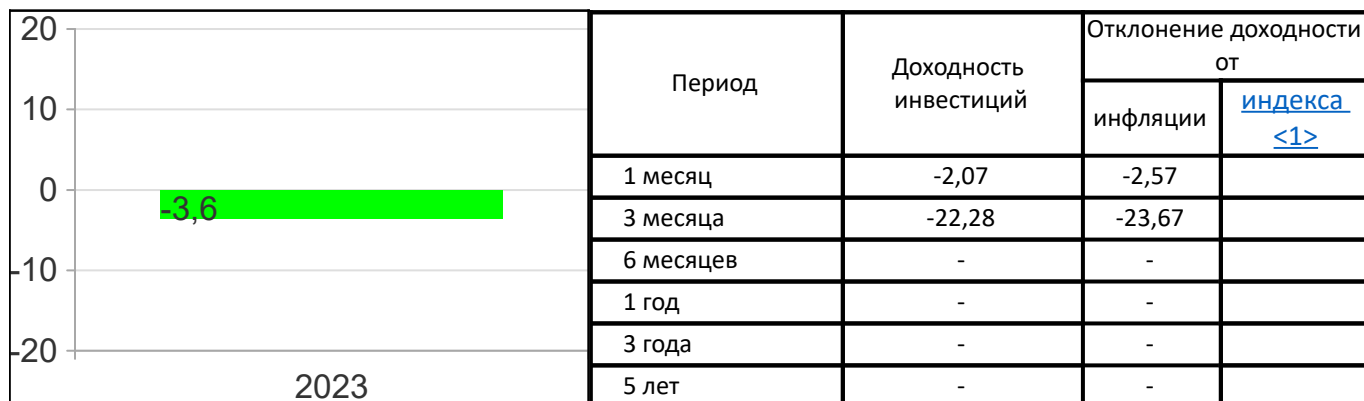 20
10
0
-10
-20
-3,6
2023
Период
Доходность
инвестиций
Отклонение доходности
от
инфляции
индекса
<1>
1 месяц -2,07 -2,57
3 месяца -22,28 -23,67
6 месяцев - -
1 год - -
3 года - -
5 лет - -